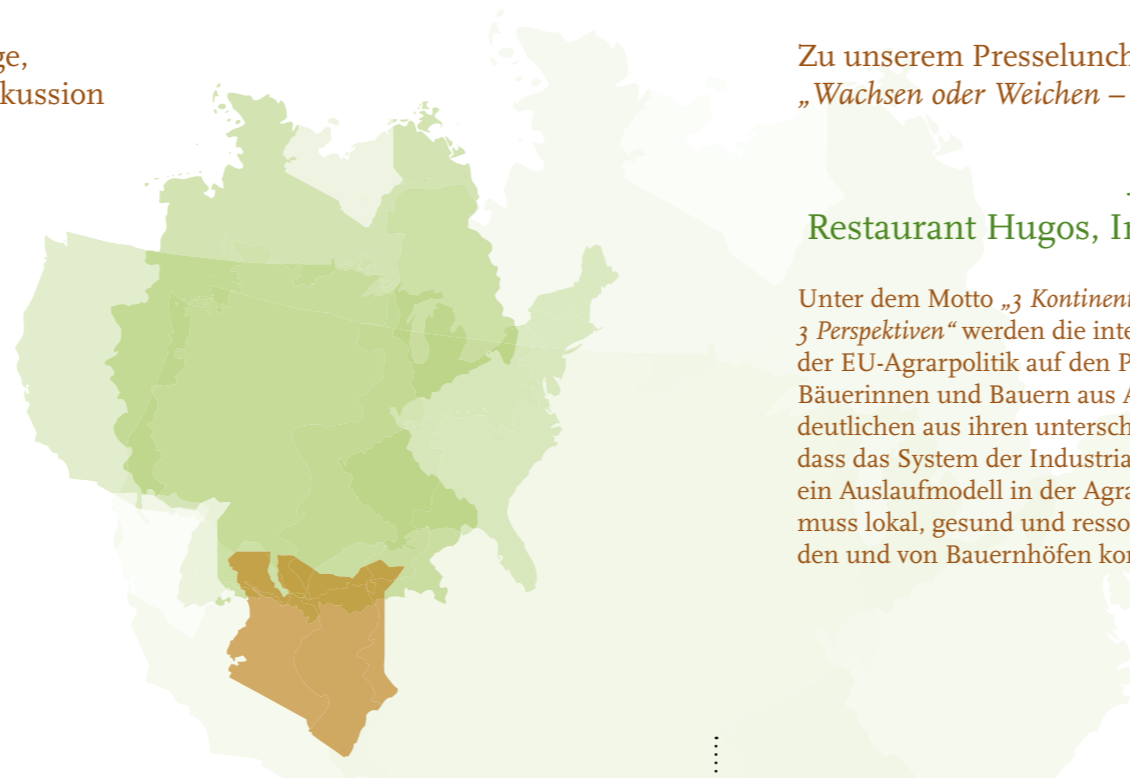 ge,
kussion
Zu unserem Presselunch
„Wachsen oder Weichen –
Restaurant Hugos, In
Unter dem Motto „3 Kontinent
3 Perspektiven“ werden die inte
der EU-Agrarpolitik auf den P
Bäuerinnen und Bauern aus A
deutlichen aus ihren untersch
dass das System der Industria
ein Auslaufmodell in der Agra
muss lokal, gesund und resso
den und von Bauernhöfen kor